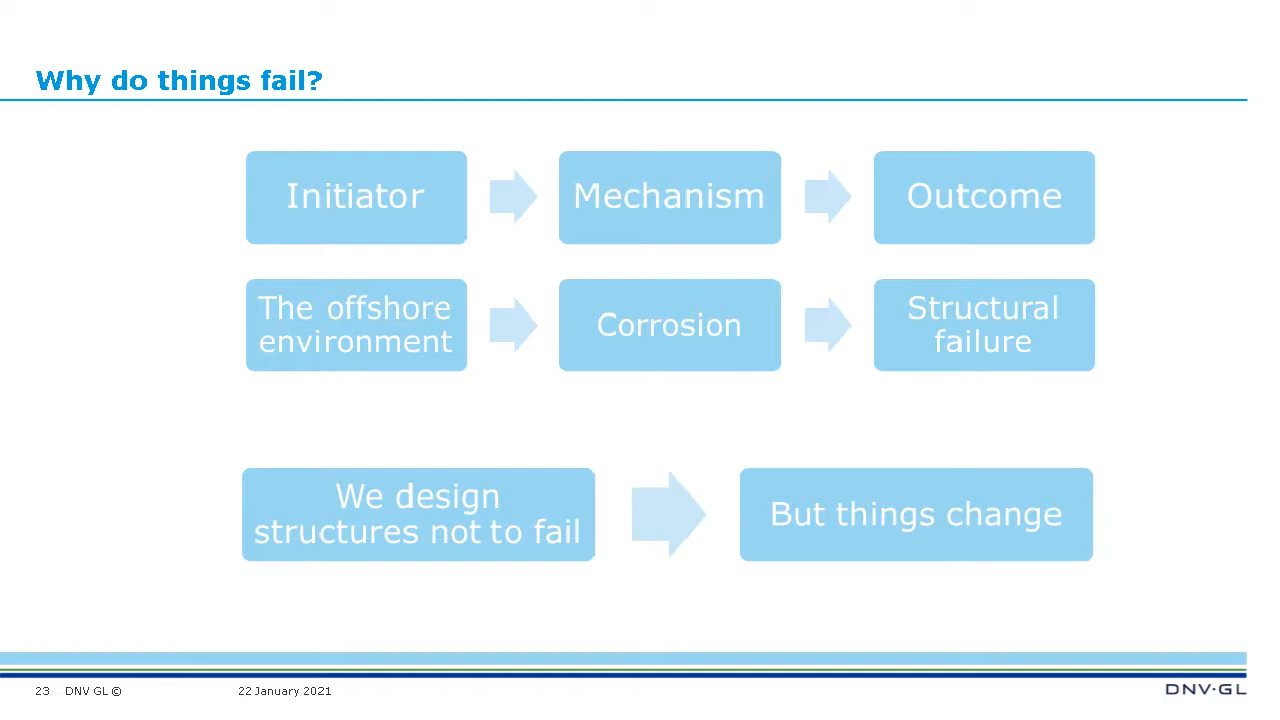 Why do things fail?
Initiator
Mechanism
Outcome
The offshore
environment
Corrosion
Structural
failure
We design
structures not to fail
But things change
23 DNV GL © 22 January 2021
DNV·GL